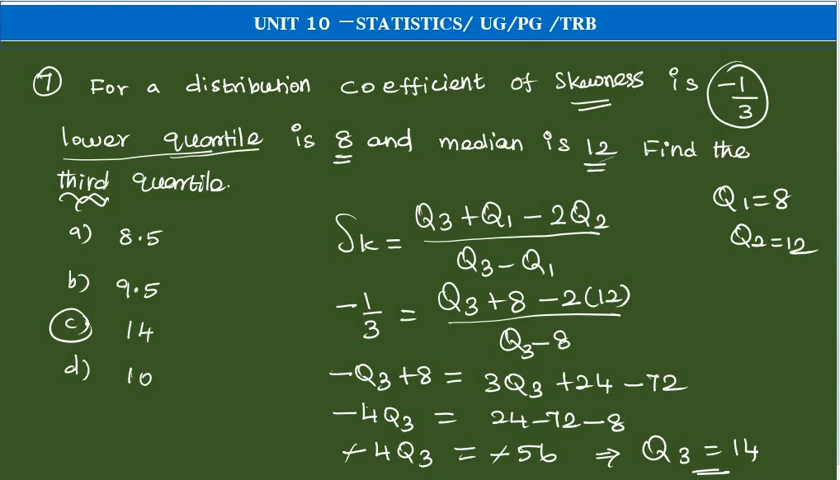 UNIT 10 – STATISTICS/ UG/PG /TRB
7 For a distribution coefficient of Skewness is -1/3
lower quartile is 8 and median is 12 Find the
third quartile.
Q1 = 8
Q2 = 12
a) 8.5
b) 9.5
c) 14
d) 10
Sk = Q3 + Q1 - 2Q2 / Q3 - Q1
-1/3 = Q3 + 8 - 2(12) / Q3 - 8
-Q3 + 8 = 3Q3 + 24 - 72
-4Q3 = 24 - 72 - 8
-4Q3 = -56 ⇒ Q3 = 14